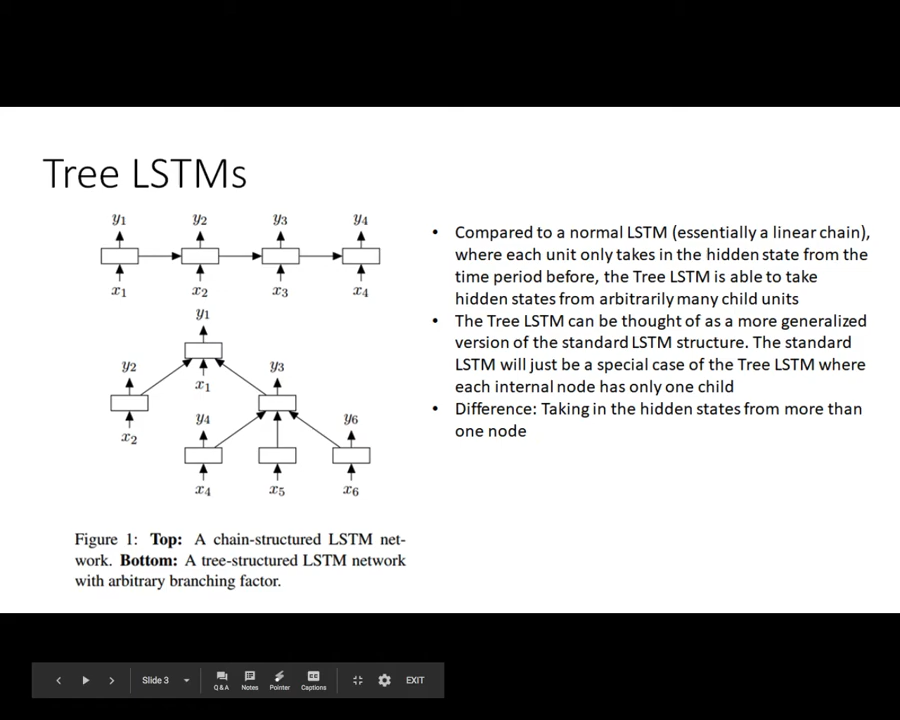 Tree LSTMs
y1 y2 y3 y4
x1 x2 x3 x4
y1
y2 x1 y3
x2 y4 y6
x4 x5 x6
Figure 1: Top: A chain-structured LSTM net-
work. Bottom: A tree-structured LSTM network
with arbitrary branching factor.
• Compared to a normal LSTM (essentially a linear chain),
where each unit only takes in the hidden state from the
time period before, the Tree LSTM is able to take
hidden states from arbitrarily many child units
• The Tree LSTM can be thought of as a more generalized
version of the standard LSTM structure. The standard
LSTM will just be a special case of the Tree LSTM where
each internal node has only one child
• Difference: Taking in the hidden states from more than
one node
Slide 3 Q&A Notes Pointer Captions EXIT